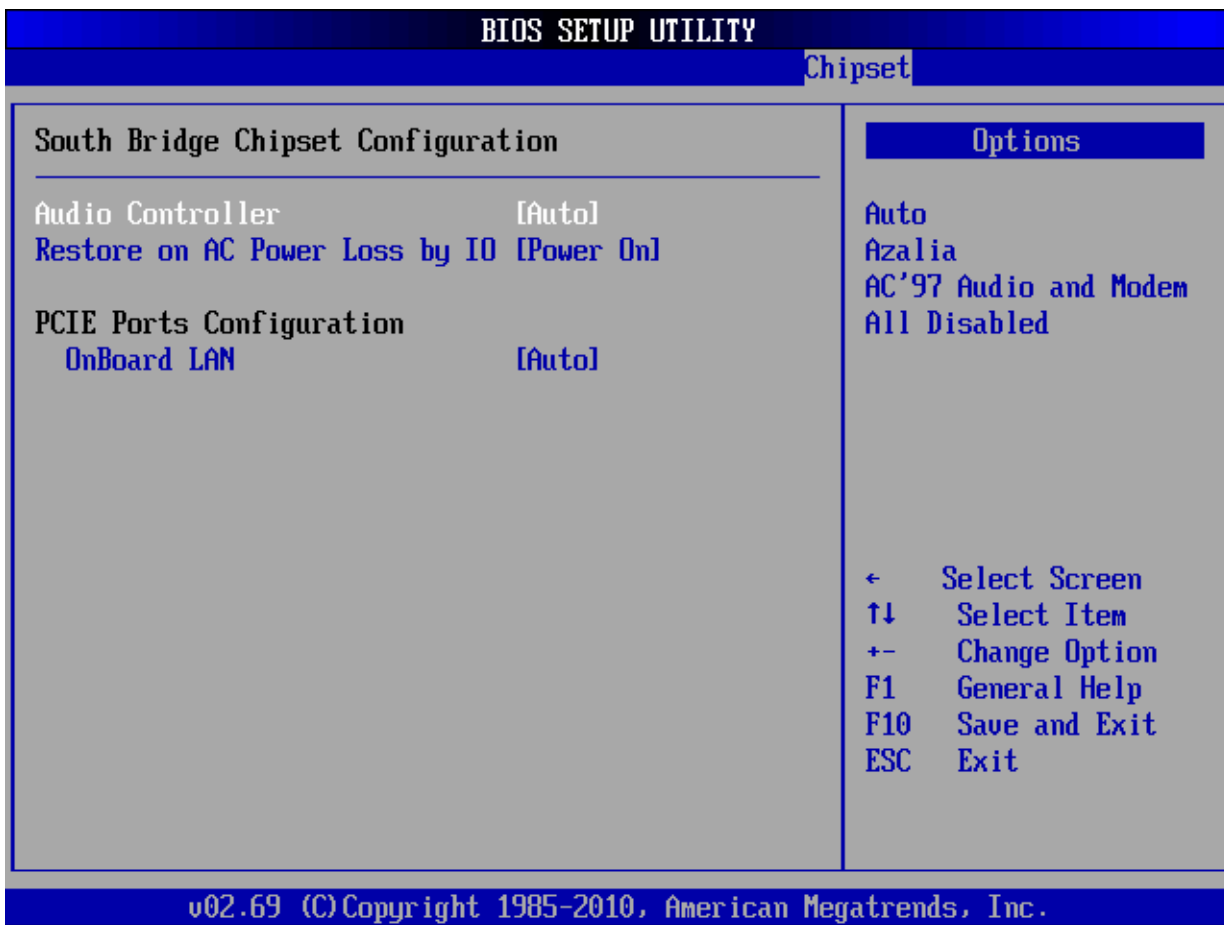 BIOS SETUP UTILITY
Chipset
South Bridge Chipset Configuration
Audio Controller [Auto]
Restore on AC Power Loss by IO [Power On]
PCIE Ports Configuration
OnBoard LAN [Auto]
Options
Auto
Azalia
AC'97 Audio and Modem
All Disabled
← Select Screen
↑↓ Select Item
+- Change Option
F1 General Help
F10 Save and Exit
ESC Exit
v02.69 (C)Copyright 1985-2010, American Megatrends, Inc.